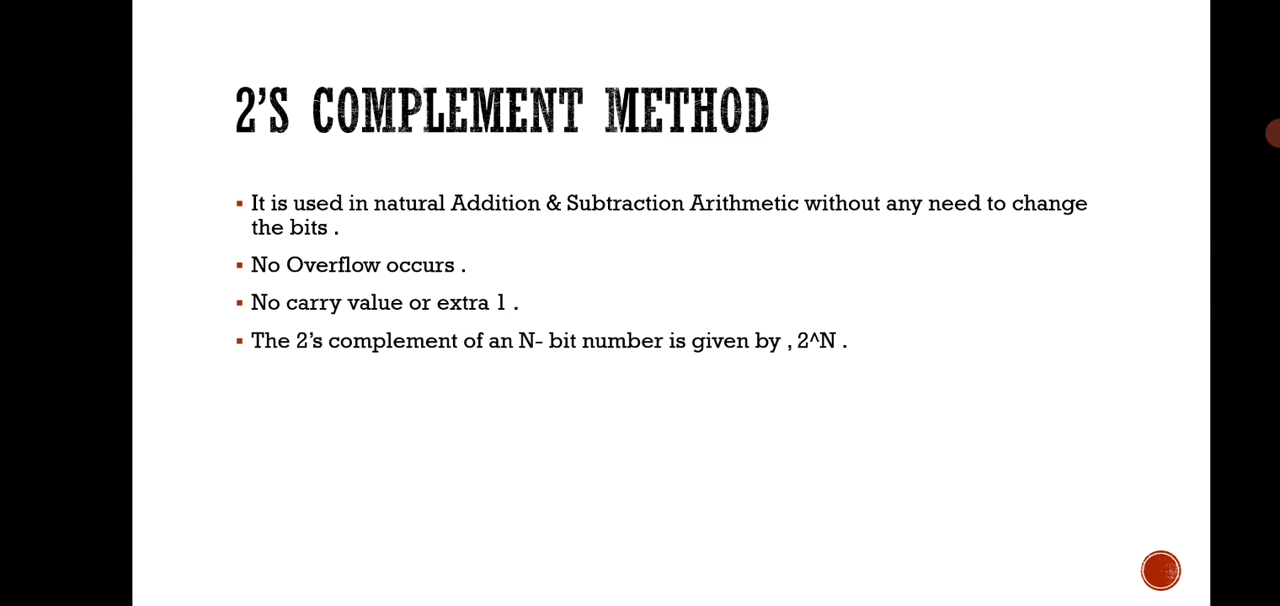 2'S COMPLEMENT METHOD
▪ It is used in natural Addition & Subtraction Arithmetic without any need to change
the bits .
▪ No Overflow occurs .
▪ No carry value or extra 1 .
▪ The 2's complement of an N- bit number is given by , 2^N .